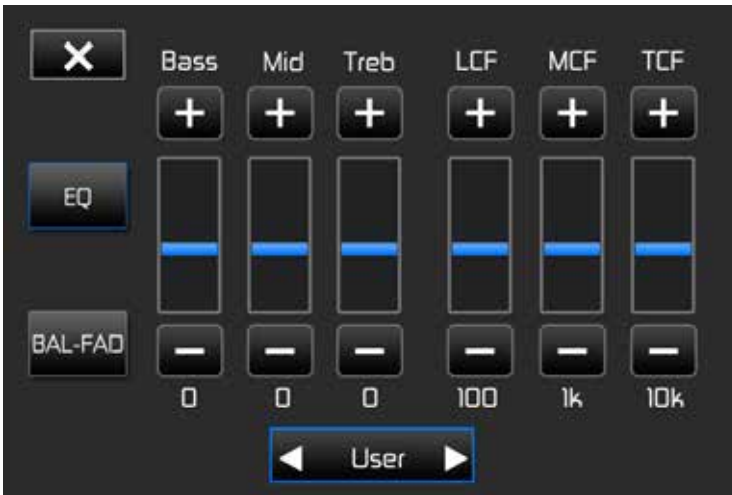 Bass Mid Treb LCF MCF TCF
EQ
BAL-FAD
0 0 0 100 1k 10k
User